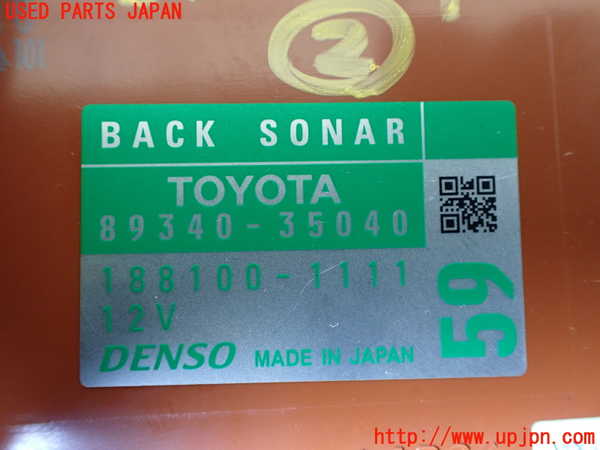 USED PARTS JAPAN
2
BACK SONAR
TOYOTA
89340-35040
188100-1111
12V
59
DENSO MADE IN JAPAN
http://www.upjpn.com/